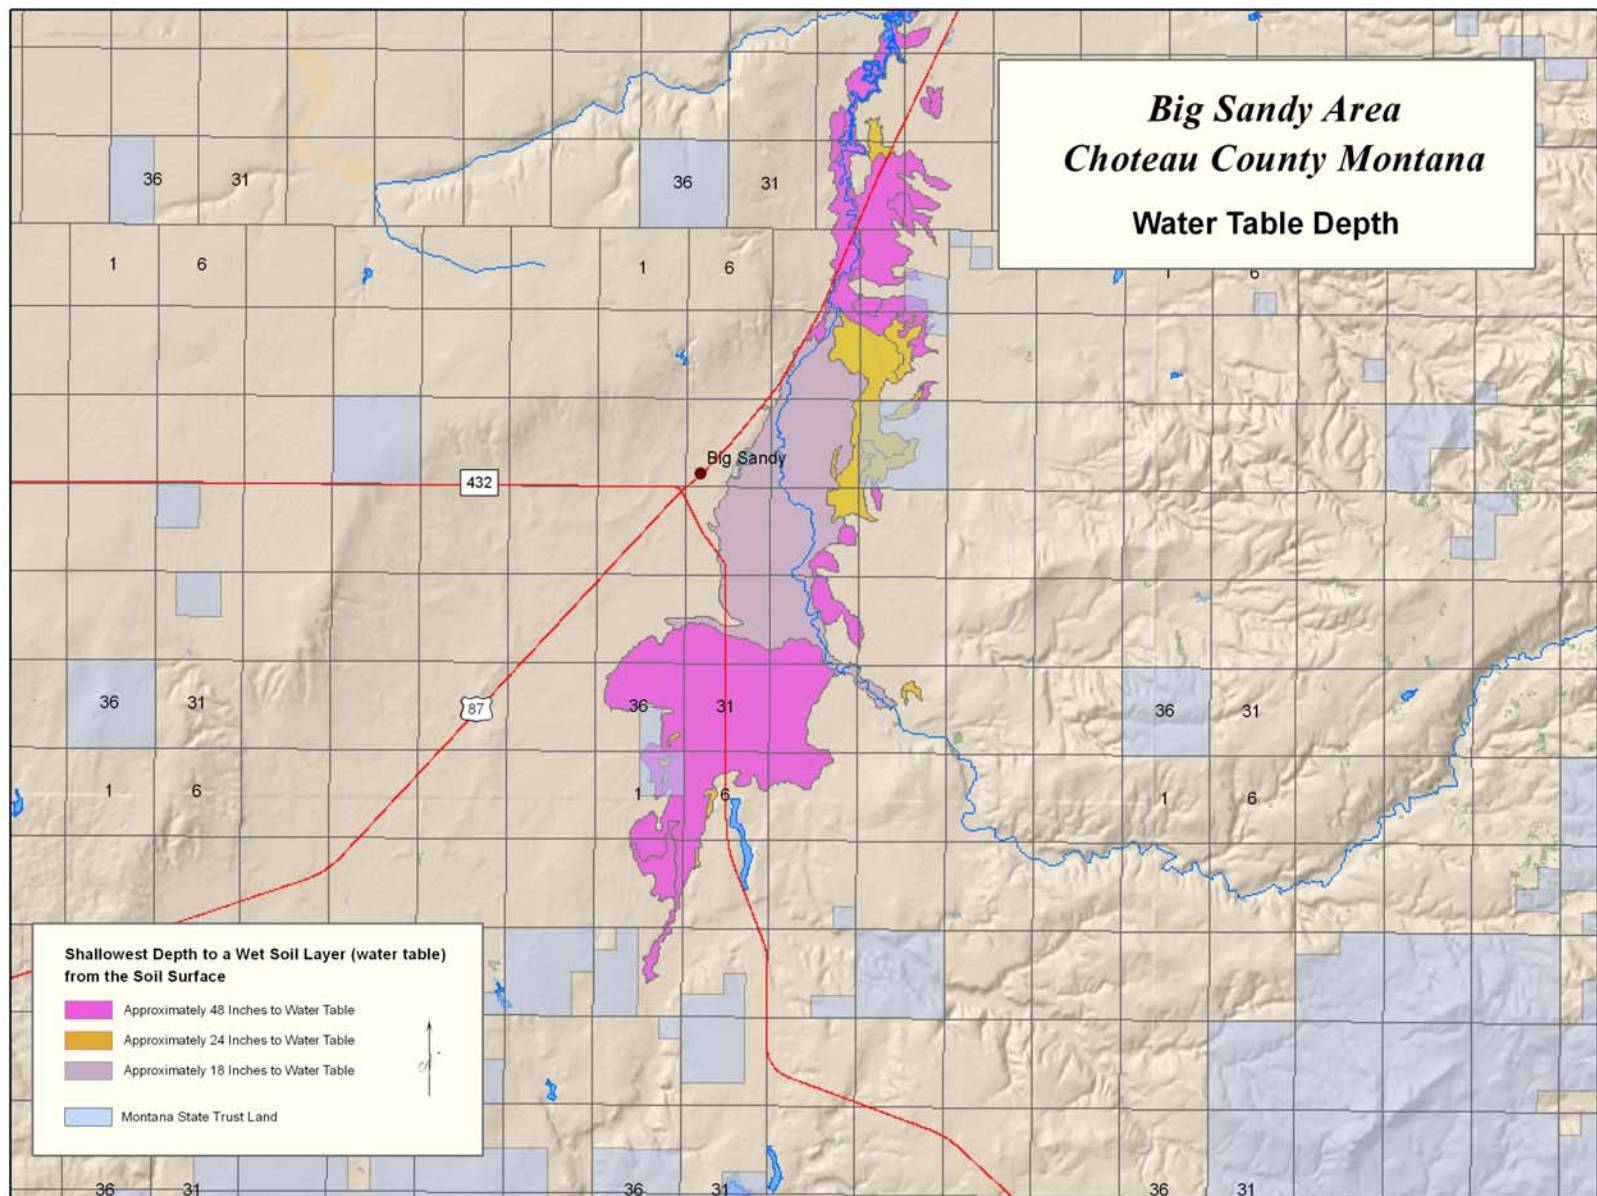 Big Sandy Area
Choteau County Montana
Water Table Depth
36 31 36 31
1 6 1 6 1 6
Big Sandy
432
36 31 36 31 36 31
87
1 6 1 6 1 6
Shallowest Depth to a Wet Soil Layer (water table)
from the Soil Surface
Approximately 48 Inches to Water Table
Approximately 24 Inches to Water Table
Approximately 18 Inches to Water Table
Montana State Trust Land
36 31 36 31 36 31